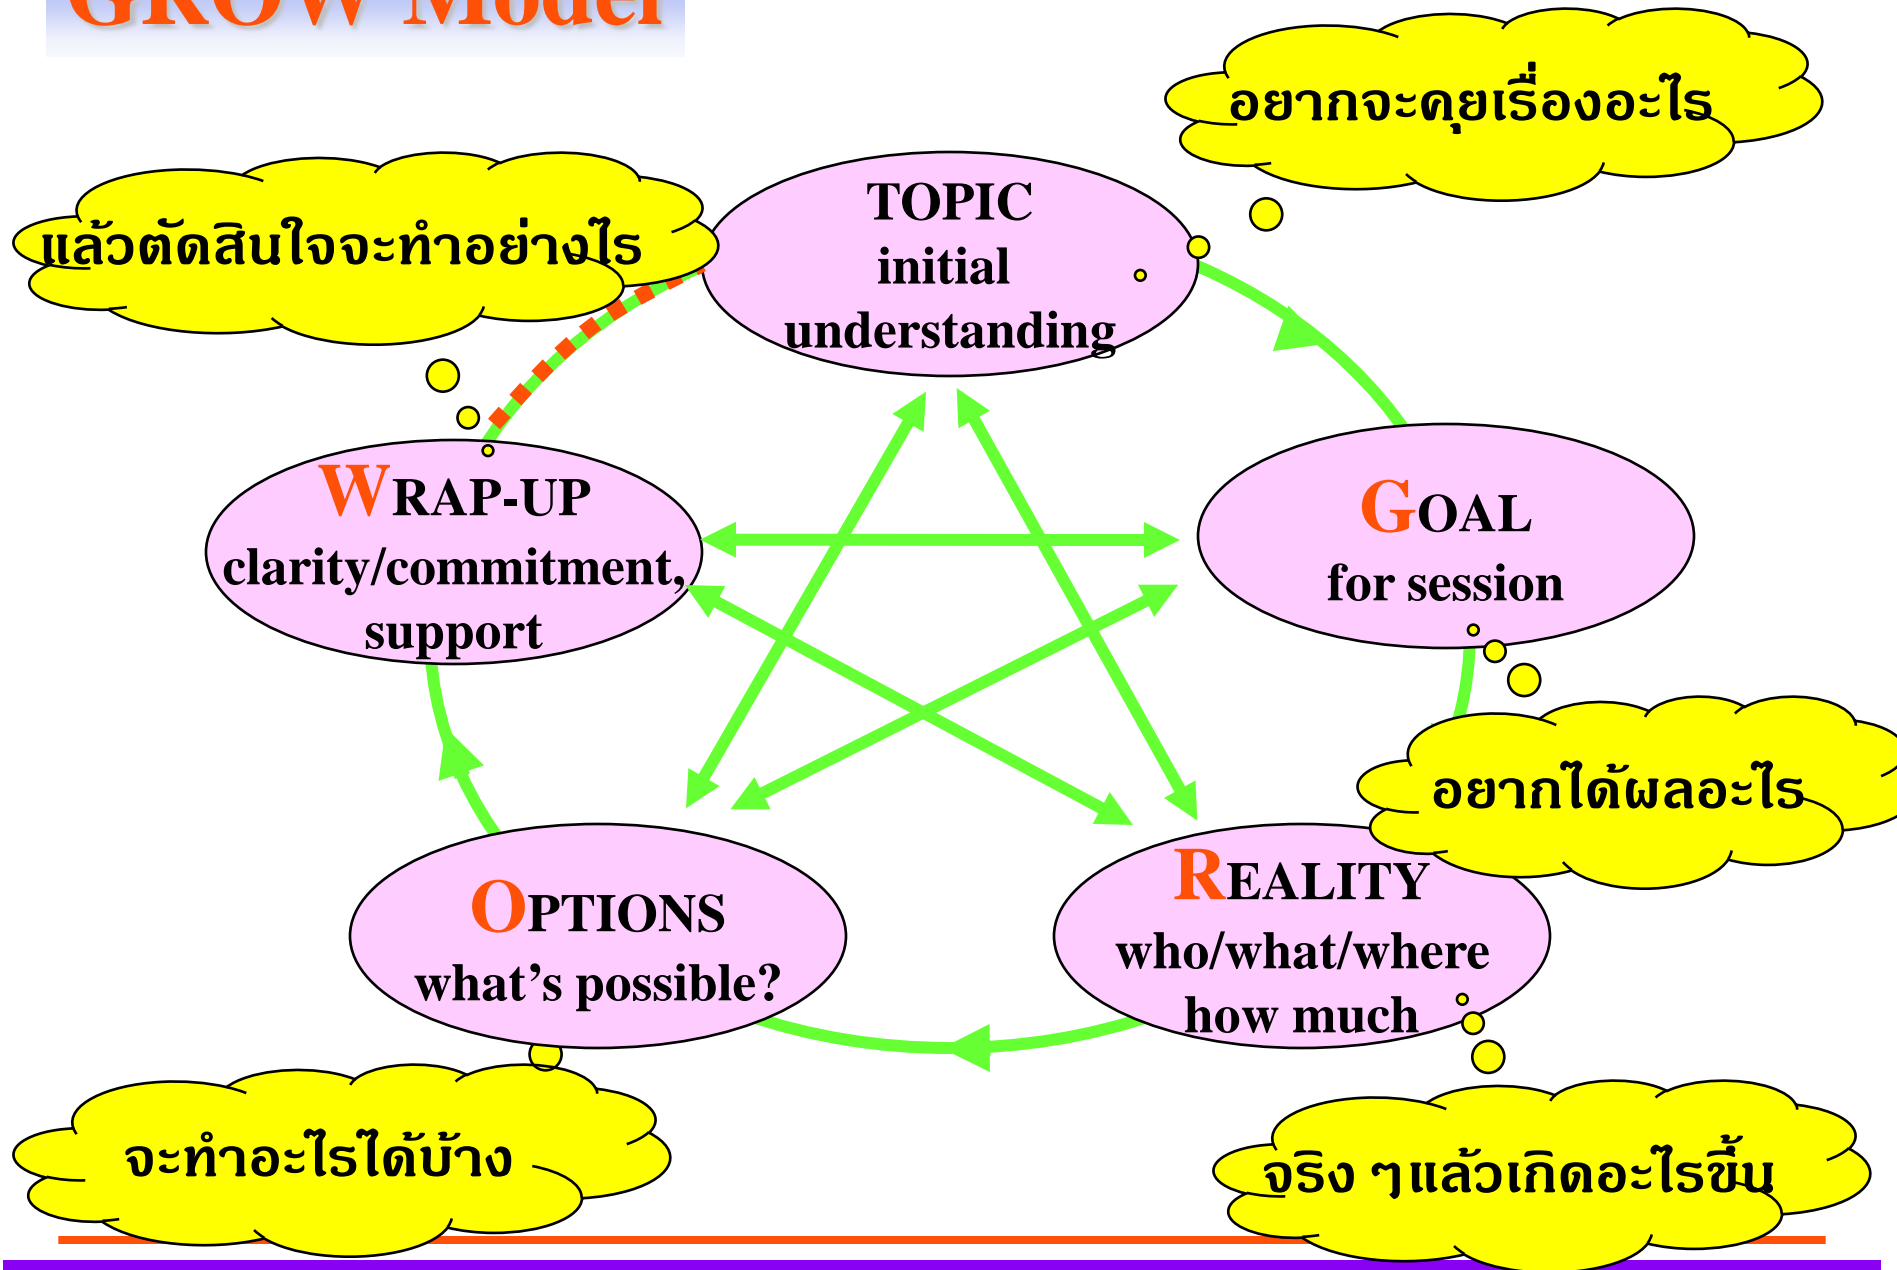 GROW Model
อยากจะคุยเรื่องอะไร
TOPIC
initial
understanding
แล้วตัดสินใจจะทำอย่างไร
WRAP-UP
clarity/commitment,
support
GOAL
for session
อยากได้ผลอะไร
OPTIONS
what's possible?
REALITY
who/what/where
how much
จะทำอะไรได้บ้าง
จริง ๆแล้วเกิดอะไรขึ้น